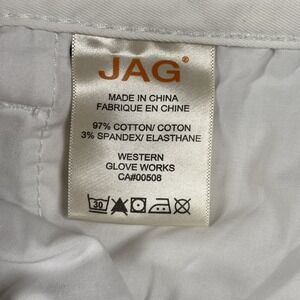 JAG®
MADE IN CHINA
FABRIQUE EN CHINE
97% COTTON/ COTON
3% SPANDEX/ ELASTHANE
WESTERN
GLOVE WORKS
CA#00508
30